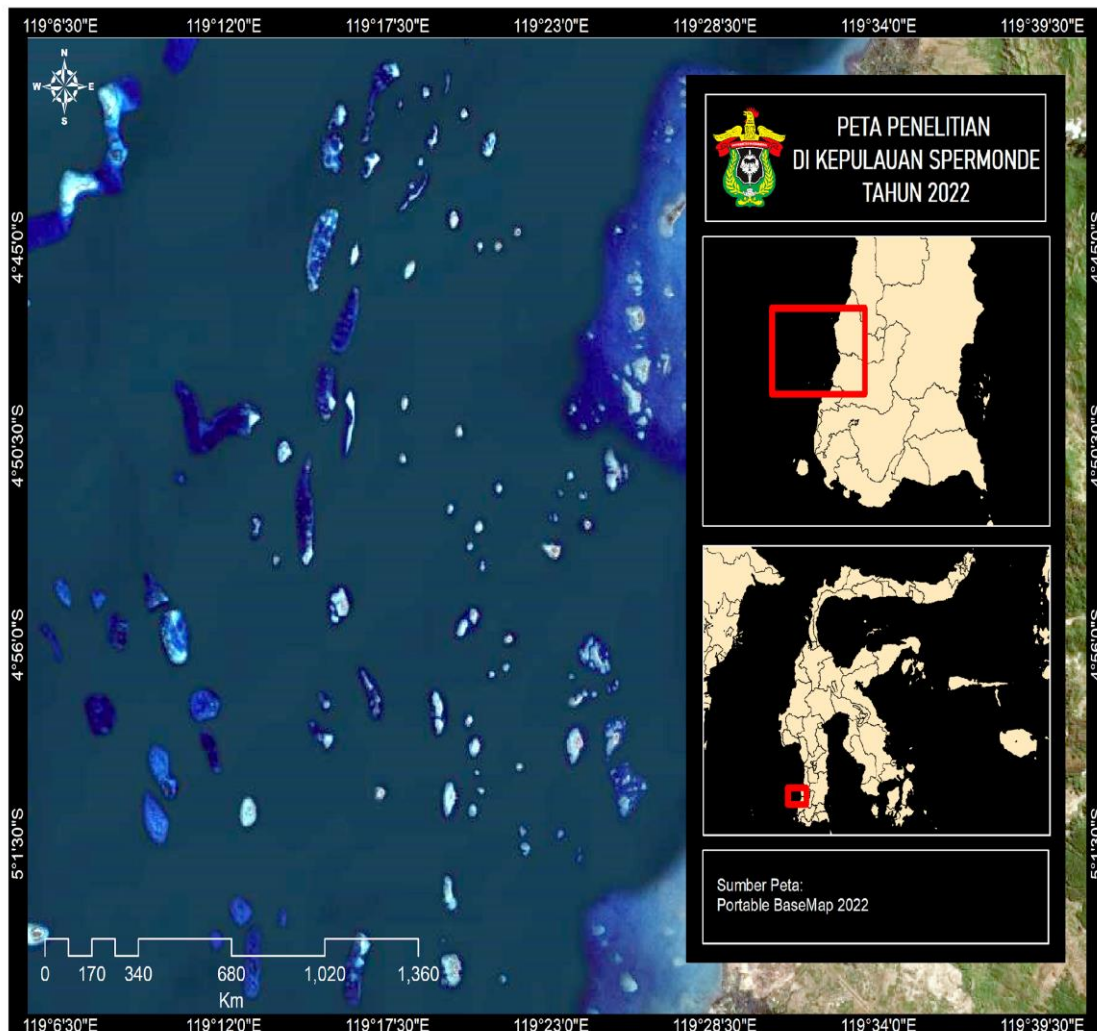 119°6'30"E 119°12'0"E 119°17'30"E 119°23'0"E 119°28'30"E 119°34'0"E 119°39'30"E
N
W E
S
PETA PENELITIAN
DI KEPULAUAN SPERMONDE
TAHUN 2022
4°45'0"S 4°45'0"S
4°50'30"S 4°50'30"S
4°56'0"S 4°56'0"S
5°1'30"S 5°1'30"S
Sumber Peta:
Portable BaseMap 2022
0 170 340 680 1,020 1,360
Km
119°6'30"E 119°12'0"E 119°17'30"E 119°23'0"E 119°28'30"E 119°34'0"E 119°39'30"E